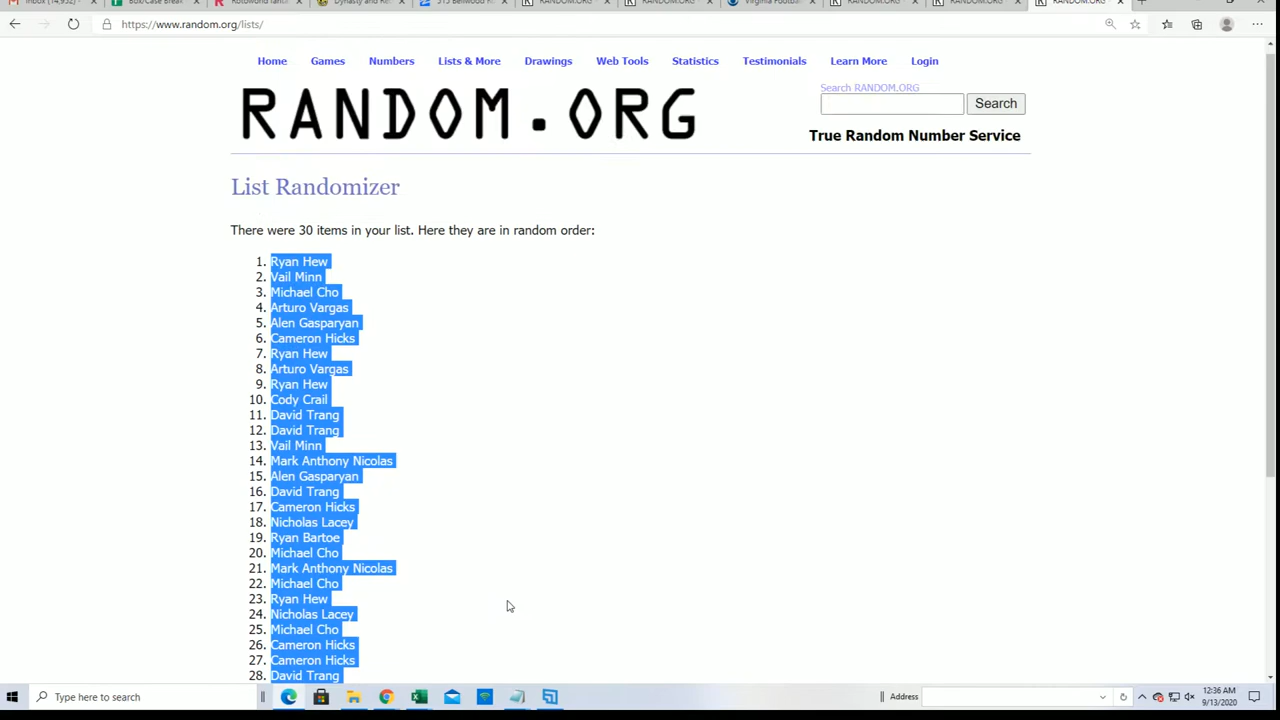 https://www.random.org/lists/
Home Games Numbers Lists & More Drawings Web Tools Statistics Testimonials Learn More Login
RANDOM.ORG
Search RANDOM.ORG
Search
True Random Number Service
List Randomizer
There were 30 items in your list. Here they are in random order:
1. Ryan Hew
2. Vail Minn
3. Michael Cho
4. Arturo Vargas
5. Alen Gasparyan
6. Cameron Hicks
7. Ryan Hew
8. Arturo Vargas
9. Ryan Hew
10. Cody Crail
11. David Trang
12. David Trang
13. Vail Minn
14. Mark Anthony Nicolas
15. Alen Gasparyan
16. David Trang
17. Cameron Hicks
18. Nicholas Lacey
19. Ryan Bartoe
20. Michael Cho
21. Mark Anthony Nicolas
22. Michael Cho
23. Ryan Hew
24. Nicholas Lacey
25. Michael Cho
26. Cameron Hicks
27. Cameron Hicks
28. David Trang
Type here to search
Address
12:36 AM
9/13/2020